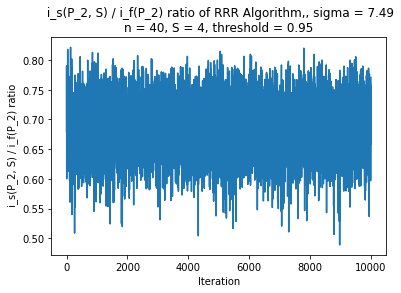 i_s(P_2, S) / i_f(P_2) ratio of RRR Algorithm,, sigma = 7.49
n = 40, S = 4, threshold = 0.95
i_s(P_2, S) / i_f(P_2) ratio
0.80
0.75
0.70
0.65
0.60
0.55
0.50
0 2000 4000 6000 8000 10000
Iteration